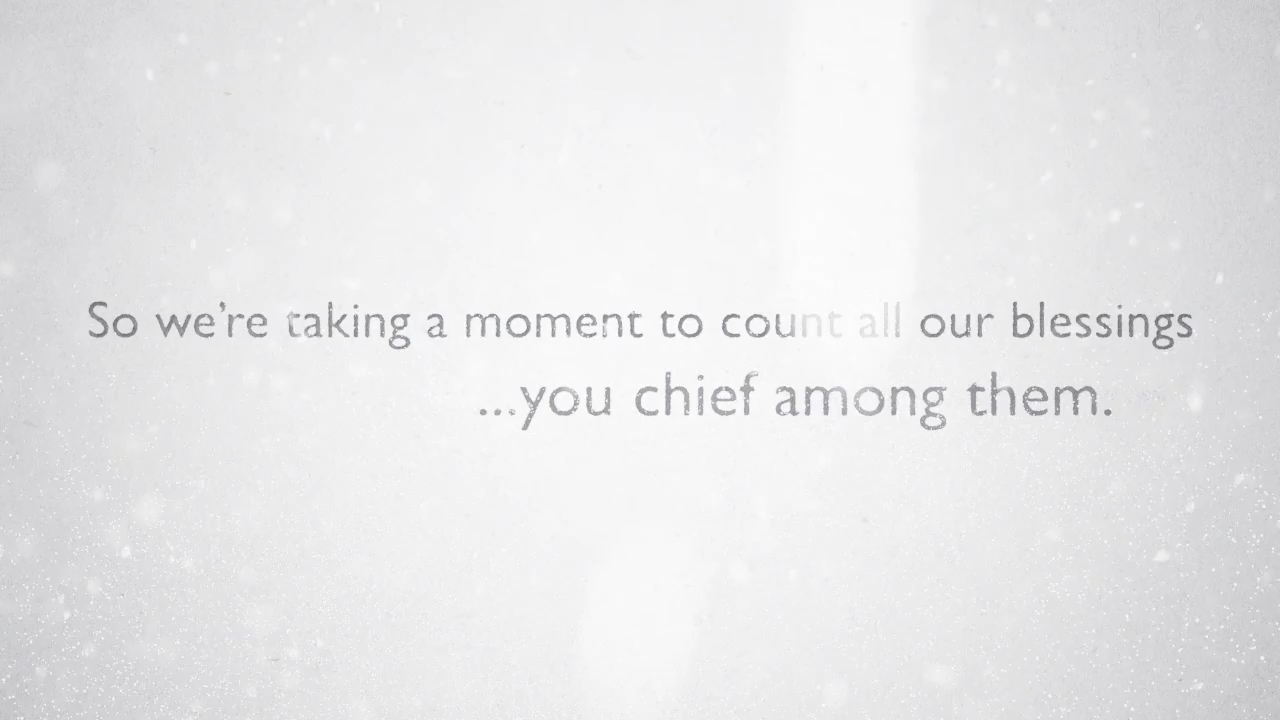 So we’re taking a moment to count all our blessings
...you chief among them.